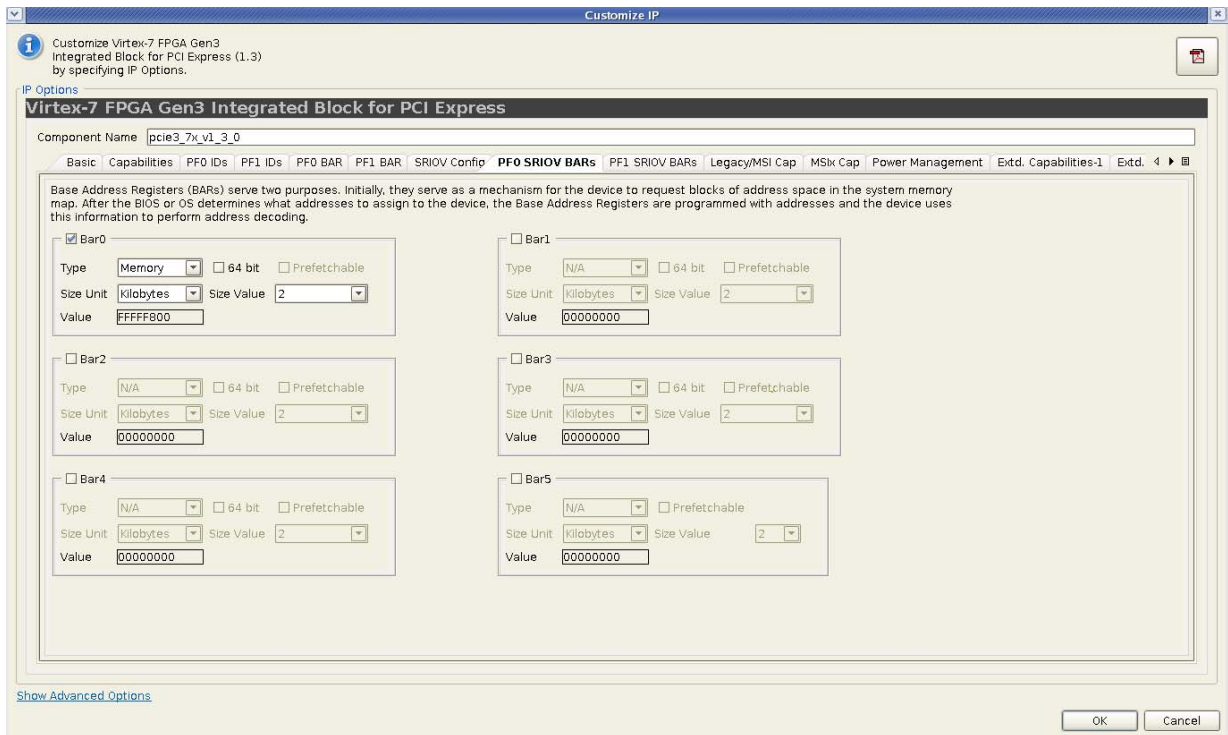 Customize IP
Customize Virtex-7 FPGA Gen3
Integrated Block for PCI Express (1.3)
by specifying IP Options.
IP Options
Virtex-7 FPGA Gen3 Integrated Block for PCI Express
Component Name pcie3_7x_v1_3_0
Basic Capabilities PF0 IDs PF1 IDs PF0 BAR PF1 BAR SRIOV Config PF0 SRIOV BARs PF1 SRIOV BARs Legacy/MSI Cap MSIx Cap Power Management Extd. Capabilities-1 Extd.
Base Address Registers (BARs) serve two purposes. Initially, they serve as a mechanism for the device to request blocks of address space in the system memory
map. After the BIOS or OS determines what addresses to assign to the device, the Base Address Registers are programmed with addresses and the device uses
this information to perform address decoding.
Bar0
Type Memory 64 bit Prefetchable
Size Unit Kilobytes Size Value 2
Value FFFFF800
Bar1
Type N/A 64 bit Prefetchable
Size Unit Kilobytes Size Value 2
Value 00000000
Bar2
Type N/A 64 bit Prefetchable
Size Unit Kilobytes Size Value 2
Value 00000000
Bar3
Type N/A 64 bit Prefetchable
Size Unit Kilobytes Size Value 2
Value 00000000
Bar4
Type N/A 64 bit Prefetchable
Size Unit Kilobytes Size Value 2
Value 00000000
Bar5
Type N/A Prefetchable
Size Unit Kilobytes Size Value 2
Value 00000000
Show Advanced Options
OK Cancel